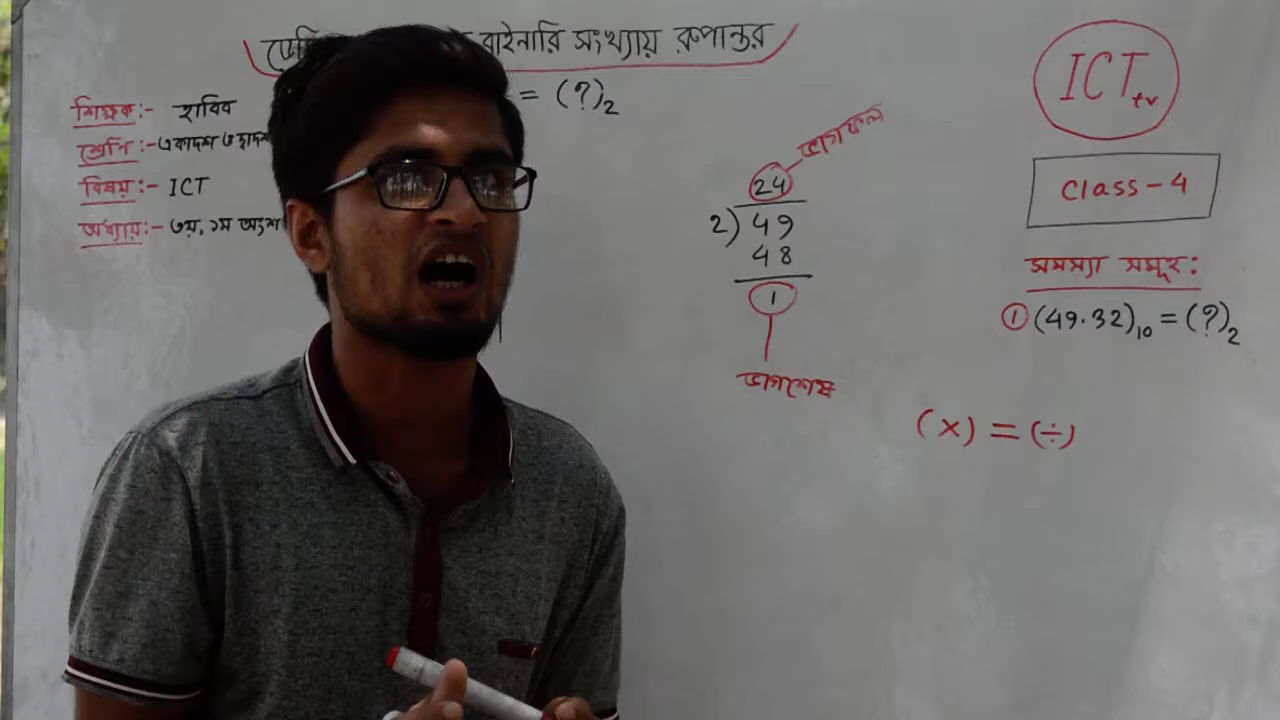 বাইনারি সংখ্যায় রুপান্তর
= (?)₂
শিক্ষক:- হাবিব
শ্রেণি:- একাদশ ও দ্বাদশ
বিষয়:- ICT
অধ্যায়:- ৩য়, ১ম অংশ
ভাগফল
24
2) 49
48
1
ভাগশেষ
ICT tv
Class-4
সমস্যা সমূহ:
① (49.32)₁₀ = (?)₂
(×) = (÷)